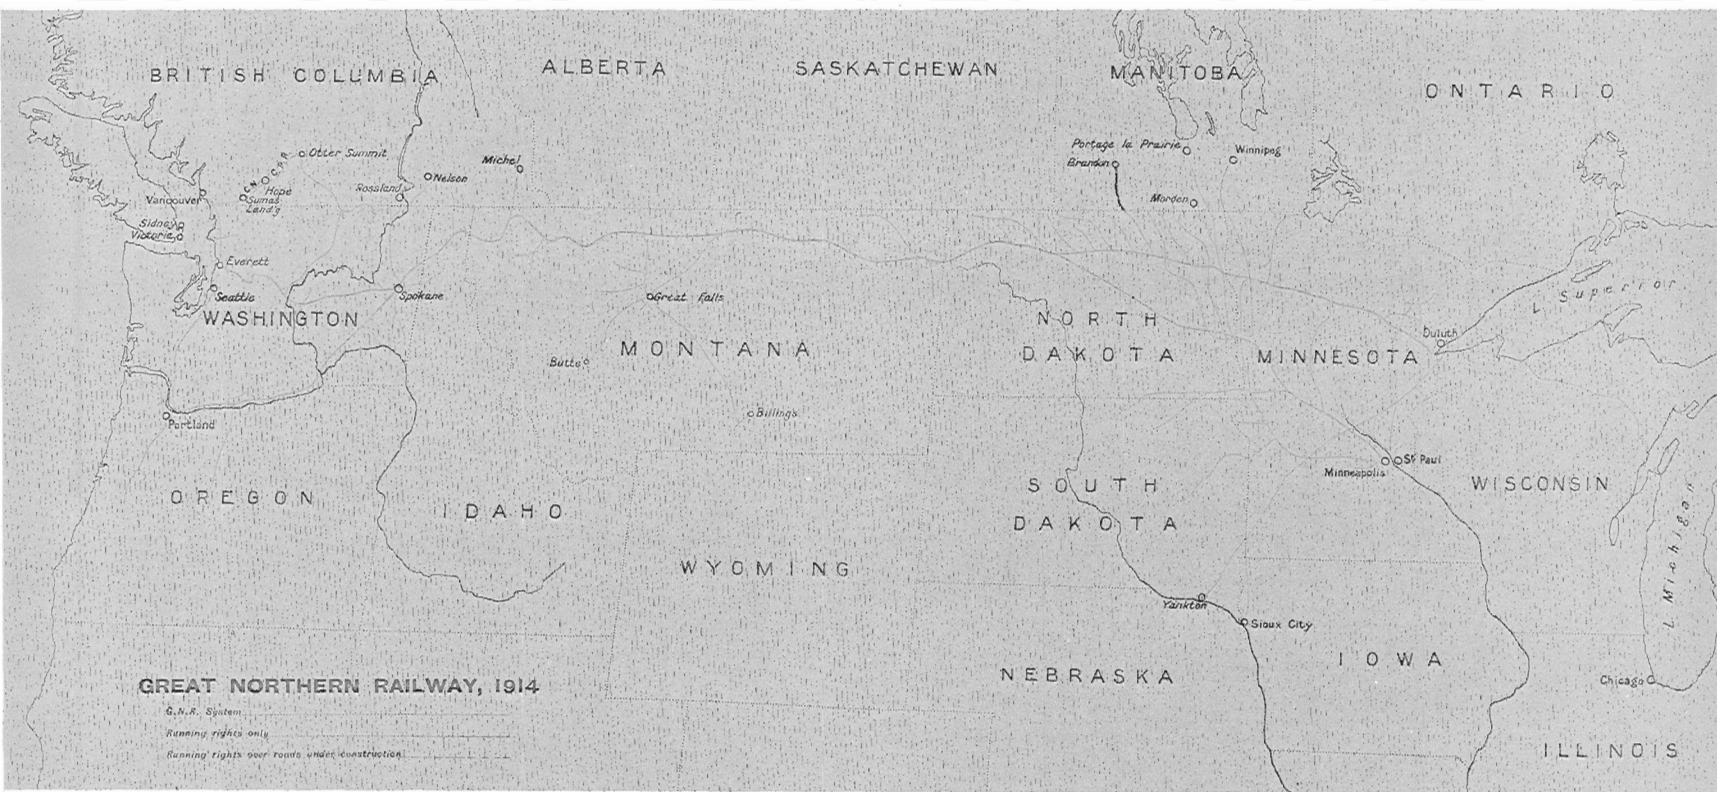 BRITISH COLUMBIA
ALBERTA
SASKATCHEWAN
MANITOBA
ONTARIO
Otter Summit
C.P.R.
C.N.
Hope
Sumas
Land'g
Vancouver
Sidney
Victoria
Everett
Seattle
WASHINGTON
Rossland
Nelson
Michel
Spokane
Portage la Prairie
Brandon
Winnipeg
Morden
Great Falls
MONTANA
Butte
Billings
NORTH
DAKOTA
MINNESOTA
Duluth
L Superior
Portland
OREGON
IDAHO
WYOMING
SOUTH
DAKOTA
Minneapolis
St Paul
WISCONSIN
L Michigan
Yankton
Sioux City
NEBRASKA
IOWA
Chicago
ILLINOIS
GREAT NORTHERN RAILWAY, 1914
G.N.R. System
Running rights only
Running rights over roads under construction